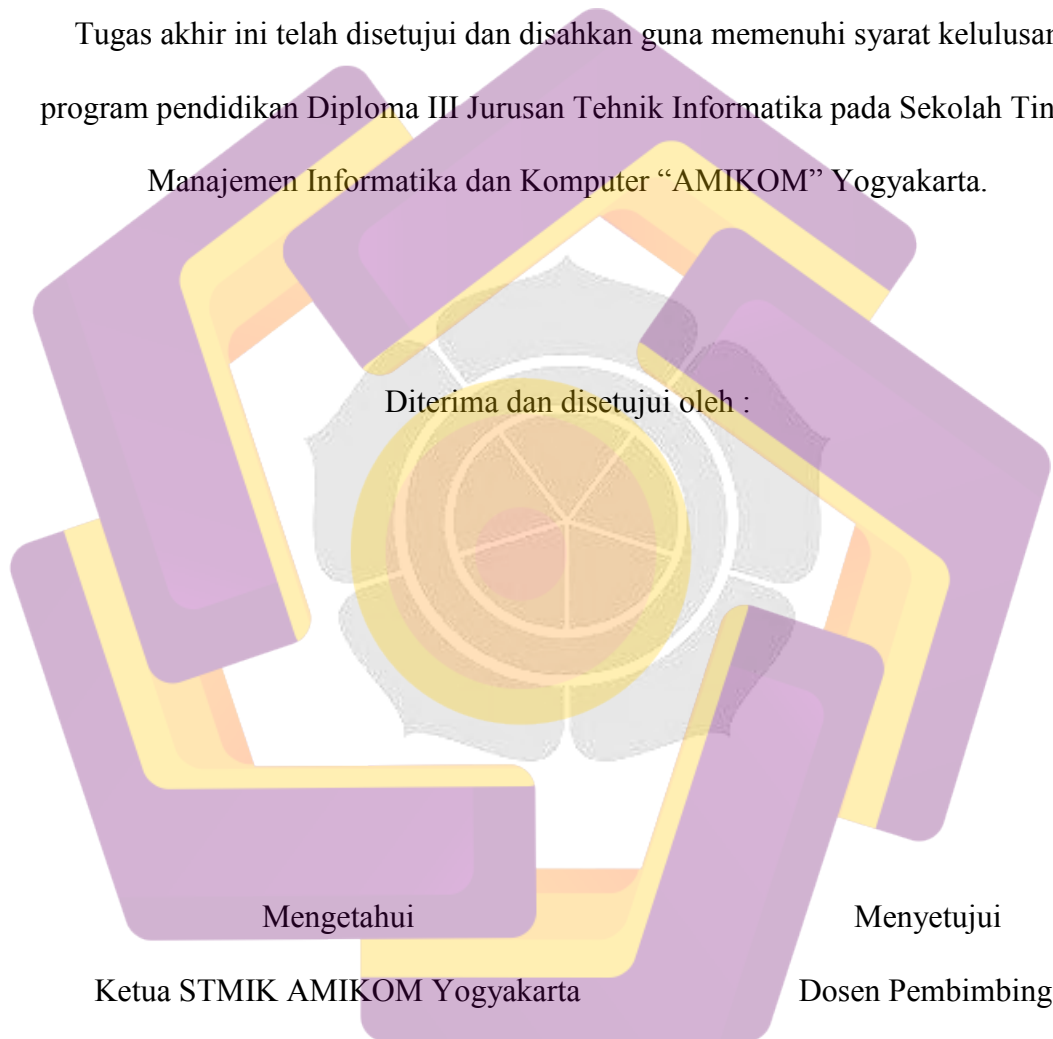 Tugas akhir ini telah disetujui dan disahkan guna memenuhi syarat kelulusan
program pendidikan Diploma III Jurusan Tehnik Informatika pada Sekolah Tin
Manajemen Informatika dan Komputer “AMIKOM” Yogyakarta.
Diterima dan disetujui oleh :
Mengetahui Menyetujui
Ketua STMIK AMIKOM Yogyakarta Dosen Pembimbing